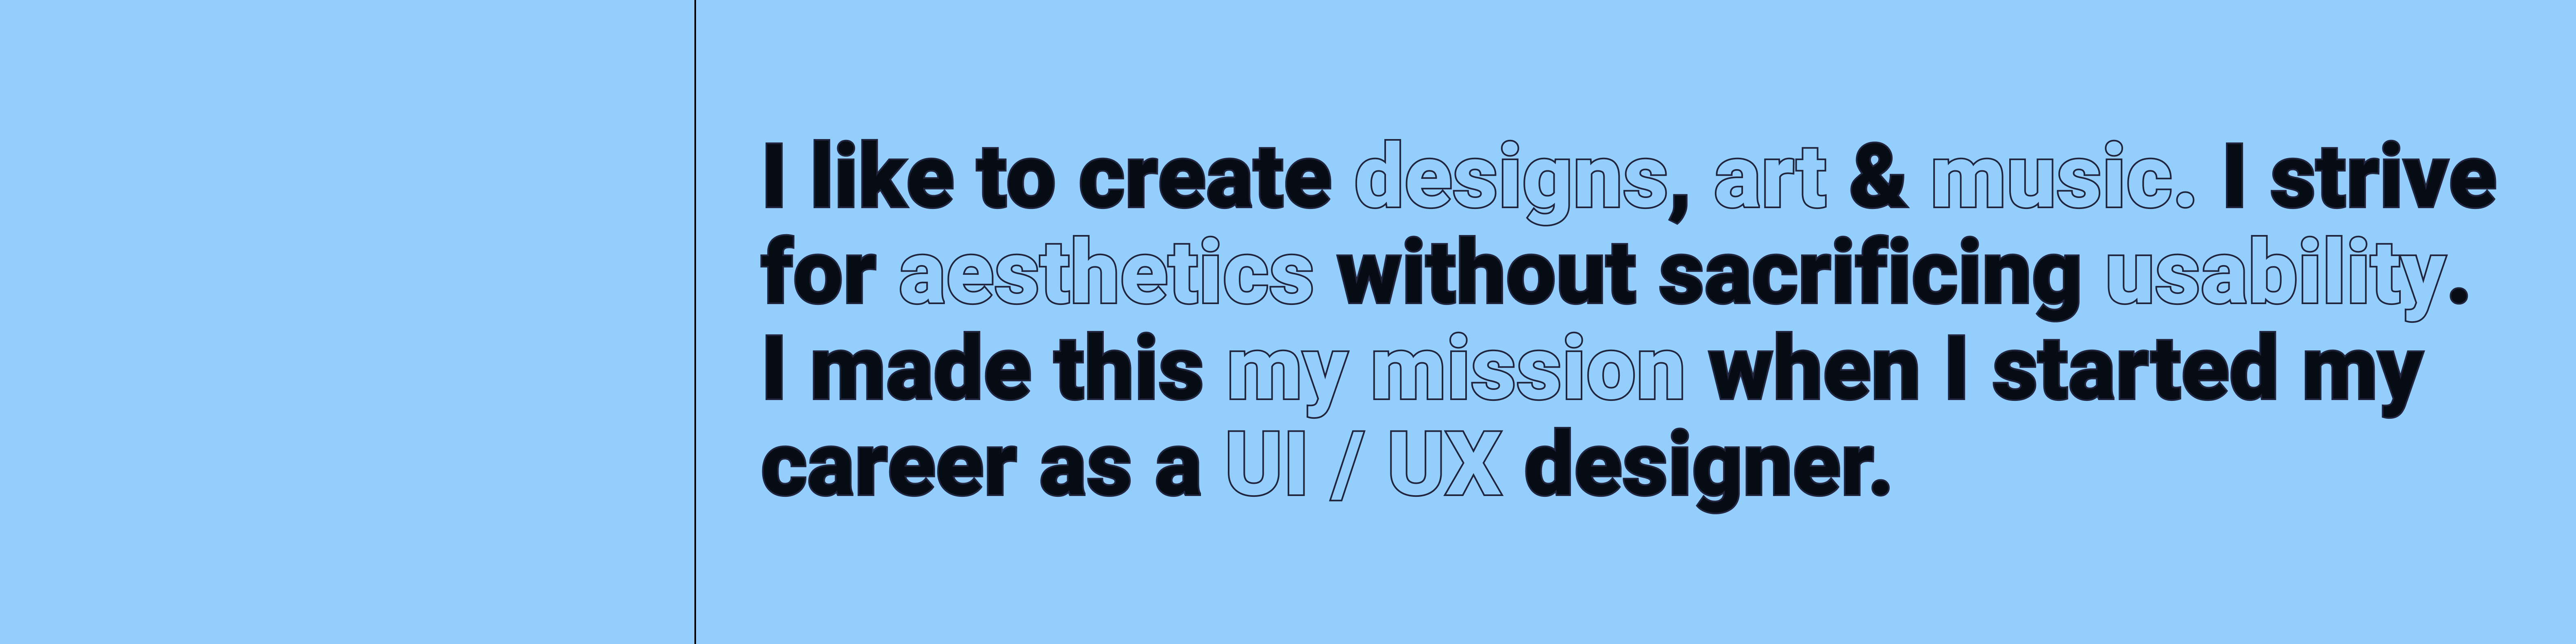 I like to create designs, art & music. I strive
for aesthetics without sacrificing usability.
I made this my mission when I started my
career as a UI / UX designer.